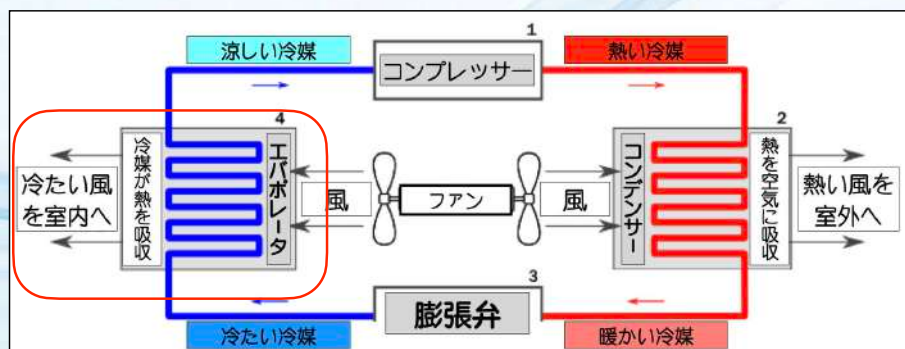 涼しい冷媒
1
コンプレッサー
熱い冷媒
4
2
冷たい風
を室内へ
冷媒が熱を吸収
エバポレータ
風
ファン
風
コンデンサー
熱を空気に吸収
熱い風を
室外へ
3
冷たい冷媒
膨張弁
暖かい冷媒